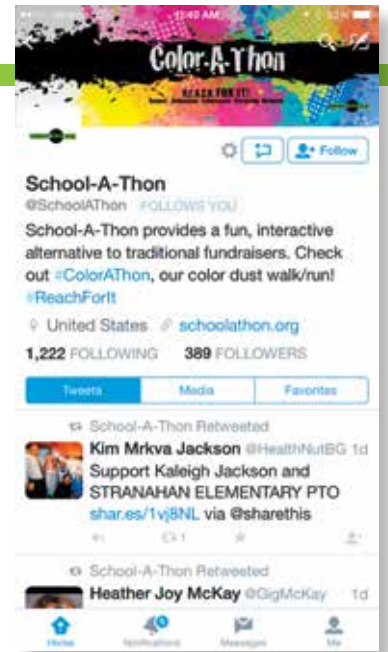 11:40 AM
Color-A-Thon
REACH FOR IT!
Follow
School-A-Thon
@SchoolAThon FOLLOWS YOU
School-A-Thon provides a fun, interactive
alternative to traditional fundraisers. Check
out #ColorAThon, our color dust walk/run!
#ReachForIt
United States schoolathon.org
1,222 FOLLOWING 389 FOLLOWERS
Tweets Media Favorites
School-A-Thon Retweeted
Kim Mrkva Jackson @HealthNutBG 1d
Support Kaleigh Jackson and
STRANAHAN ELEMENTARY PTO
shar.es/1vj8NL via @sharethis
1
School-A-Thon Retweeted
Heather Joy McKay @GigMcKay 1d
Home Notifications Messages Me